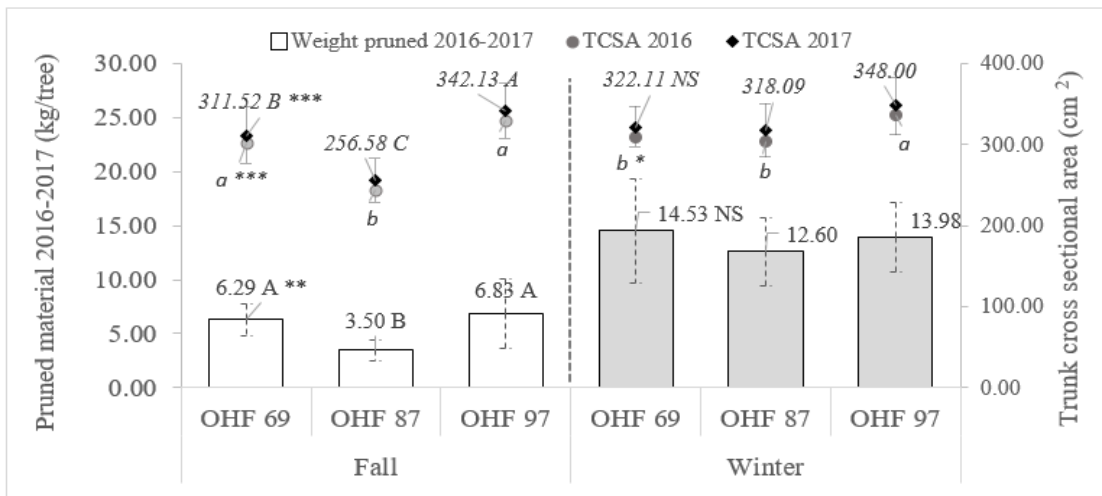 Weight pruned 2016-2017 TCSA 2016 TCSA 2017
Pruned material 2016-2017 (kg/tree)
30.00
25.00
20.00
15.00
10.00
5.00
0.00
311.52 B ***
a ***
6.29 A **
256.58 C
b
3.50 B
342.13 A
a
6.83 A
322.11 NS
b *
14.53 NS
318.09
b
12.60
348.00
a
13.98
400.00
300.00
200.00
100.00
0.00
Trunk cross sectional area (cm 2)
OHF 69 OHF 87 OHF 97 OHF 69 OHF 87 OHF 97
Fall Winter